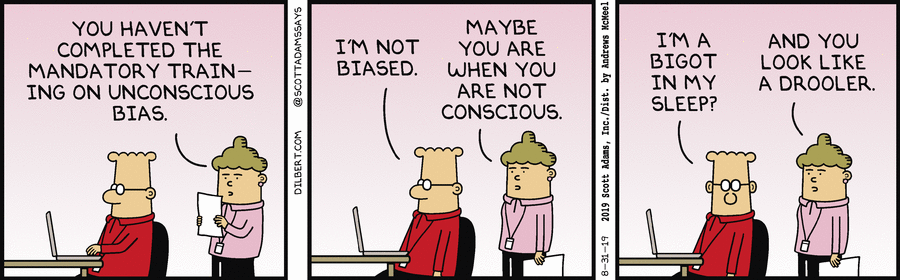 YOU HAVEN'T
COMPLETED THE
MANDATORY TRAIN-
ING ON UNCONSCIOUS
BIAS.
DILBERT.COM @SCOTTADAMSSAYS
I'M NOT
BIASED.
MAYBE
YOU ARE
WHEN YOU
ARE NOT
CONSCIOUS.
8-31-19 2019 Scott Adams, Inc./Dist. by Andrews McMeel
I'M A
BIGOT
IN MY
SLEEP?
AND YOU
LOOK LIKE
A DROOLER.